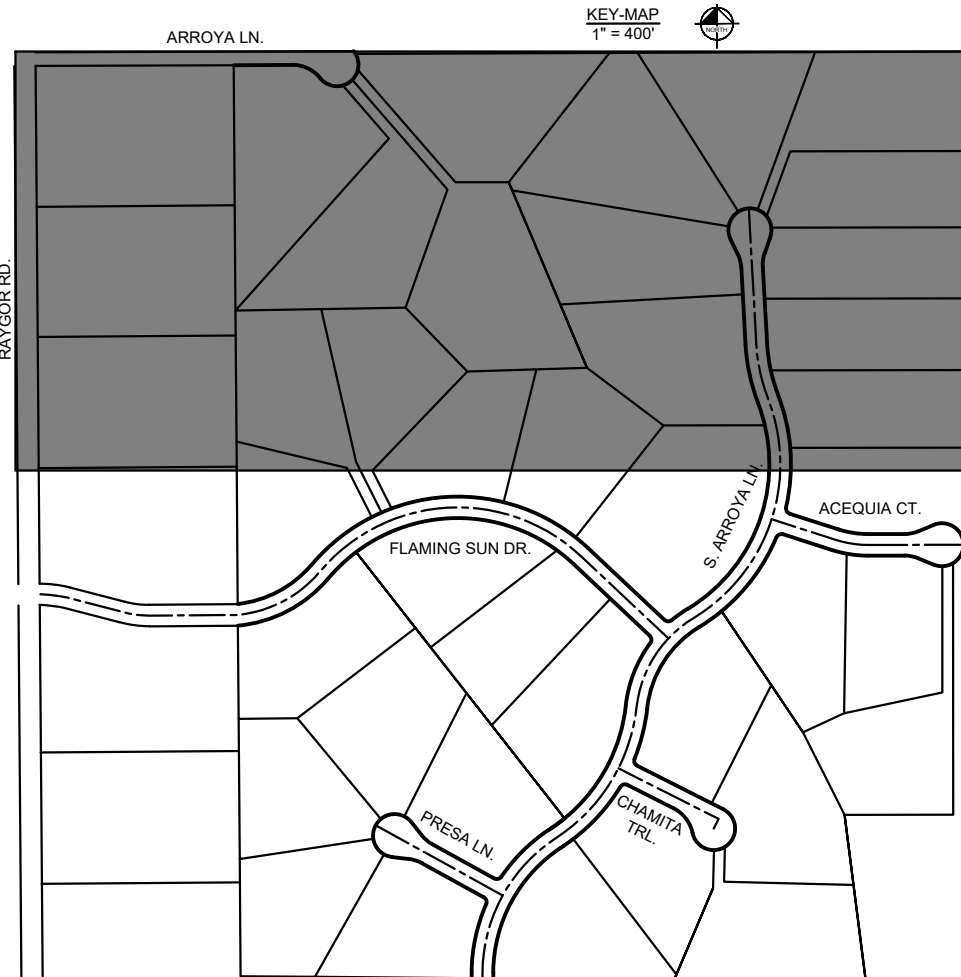 KEY-MAP
1" = 400'
NORTH
ARROYA LN.
RAYGOR RD.
S. ARROYA LN.
ACEQUIA CT.
FLAMING SUN DR.
CHAMITA
TRL.
PRESA LN.